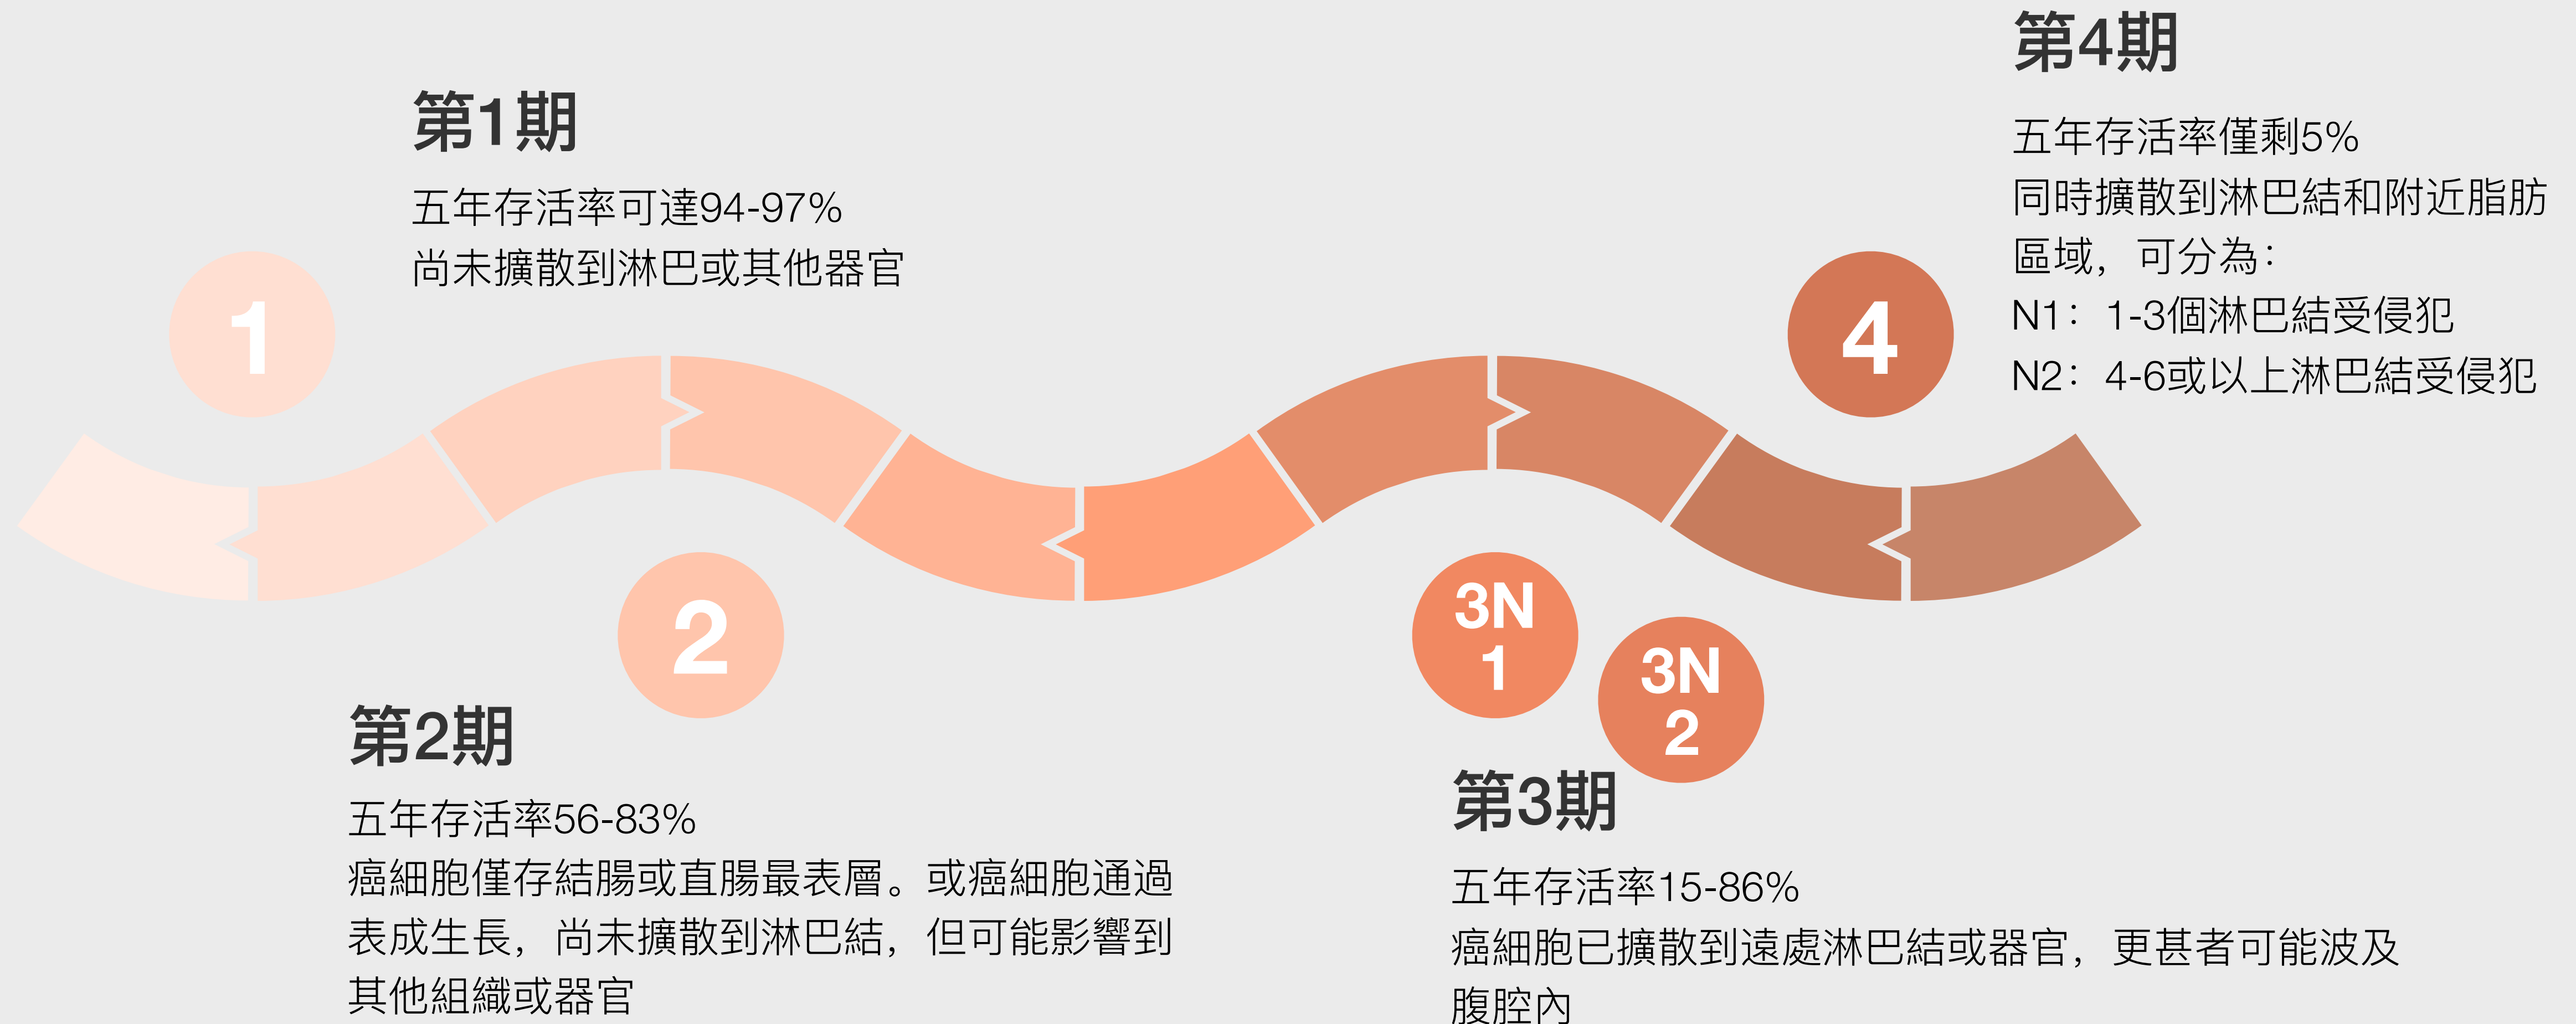 第1期
五年存活率可達94-97%
尚未擴散到淋巴或其他器官
1
2
第2期
五年存活率56-83%
癌細胞僅存結腸或直腸最表層。或癌細胞通過
表成生長，尚未擴散到淋巴結，但可能影響到
其他組織或器官
3N
1
3N
2
第3期
五年存活率15-86%
癌細胞已擴散到遠處淋巴結或器官，更甚者可能波及
腹腔內
4
第4期
五年存活率僅剩5%
同時擴散到淋巴結和附近脂肪
區域，可分為：
N1：1-3個淋巴結受侵犯
N2：4-6或以上淋巴結受侵犯